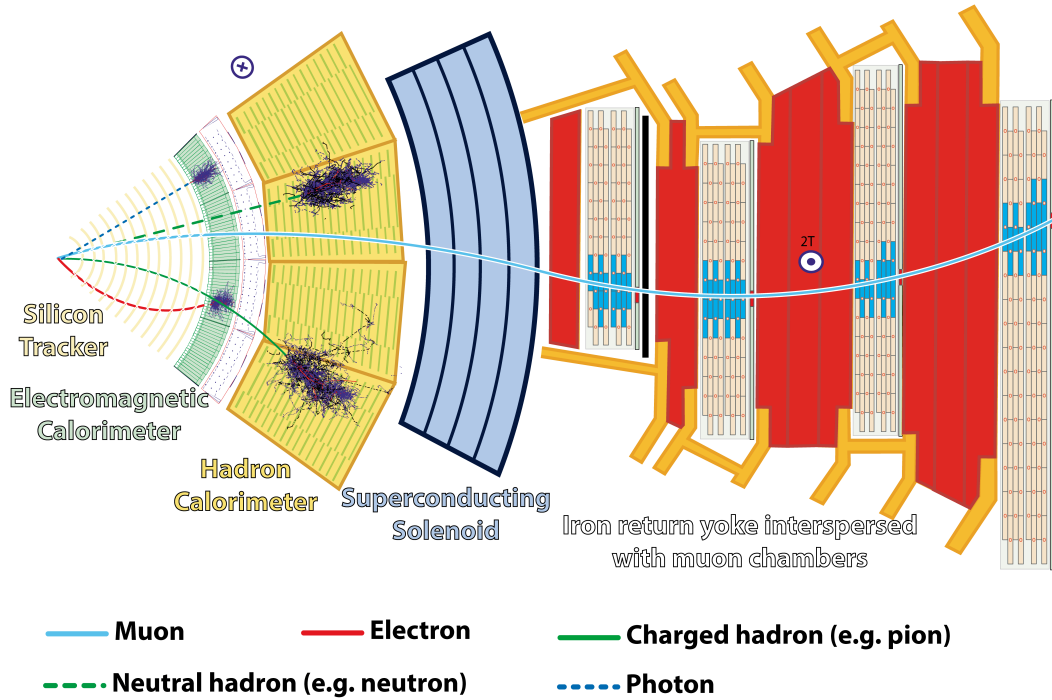 2T
Silicon
Tracker
Electromagnetic
Calorimeter
Hadron
Calorimeter
Superconducting
Solenoid
Iron return yoke interspersed
with muon chambers
Muon
Electron
Charged hadron (e.g. pion)
Neutral hadron (e.g. neutron)
Photon